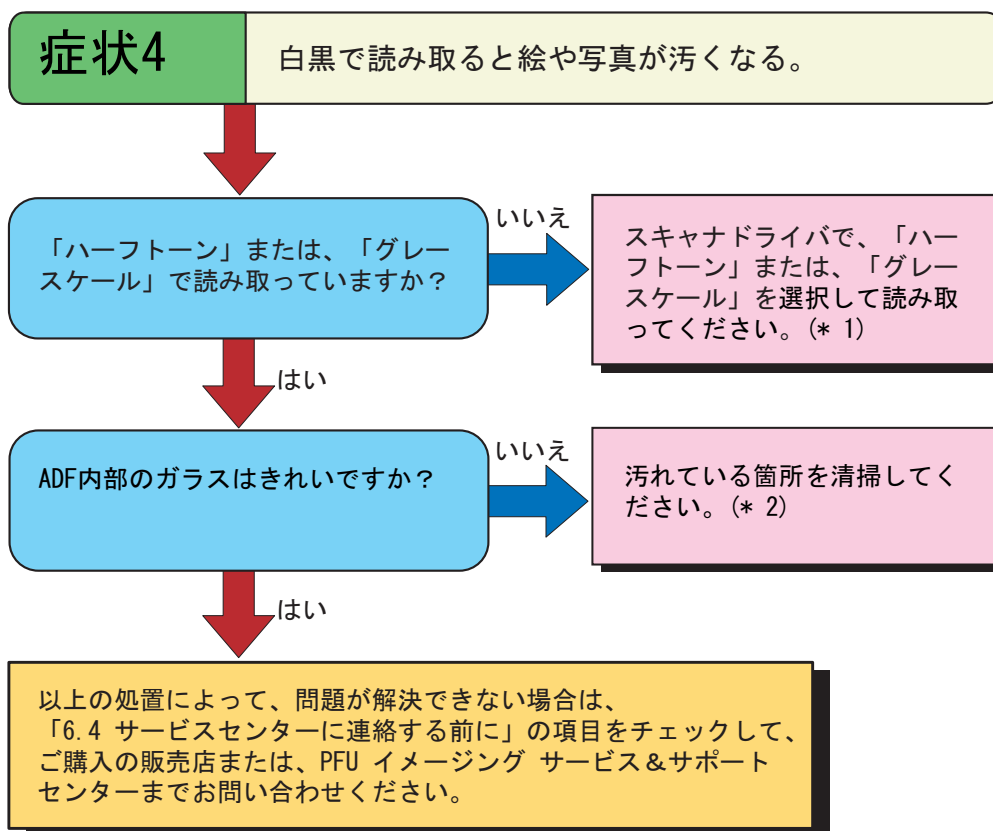 症状4
白黒で読み取ると絵や写真が汚くなる。
「ハーフトーン」または、「グレー
スケール」で読み取っていますか？
いいえ
スキャナドライバで、「ハー
フトーン」または、「グレー
スケール」を選択して読み取
ってください。(* 1)
はい
ADF内部のガラスはきれいですか？
いいえ
汚れている箇所を清掃してく
ださい。(* 2)
はい
以上の処置によって、問題が解決できない場合は、
「6.4 サービスセンターに連絡する前に」の項目をチェックして、
ご購入の販売店または、PFU イメージング サービス＆サポート
センターまでお問い合わせください。